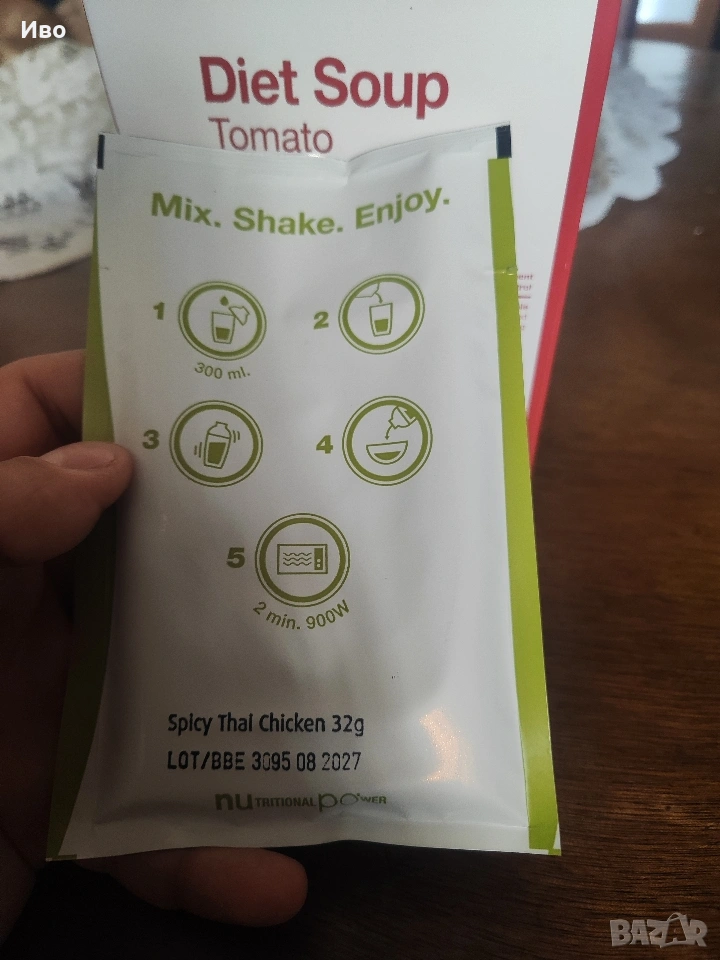 Иво
Diet Soup
Tomato
Mix. Shake. Enjoy.
1
2
300 ml.
3
4
5
2 min. 900W
Spicy Thai Chicken 32g
LOT/BBE 3095 08 2027
nuTRITIONAL poWER
BAZAR